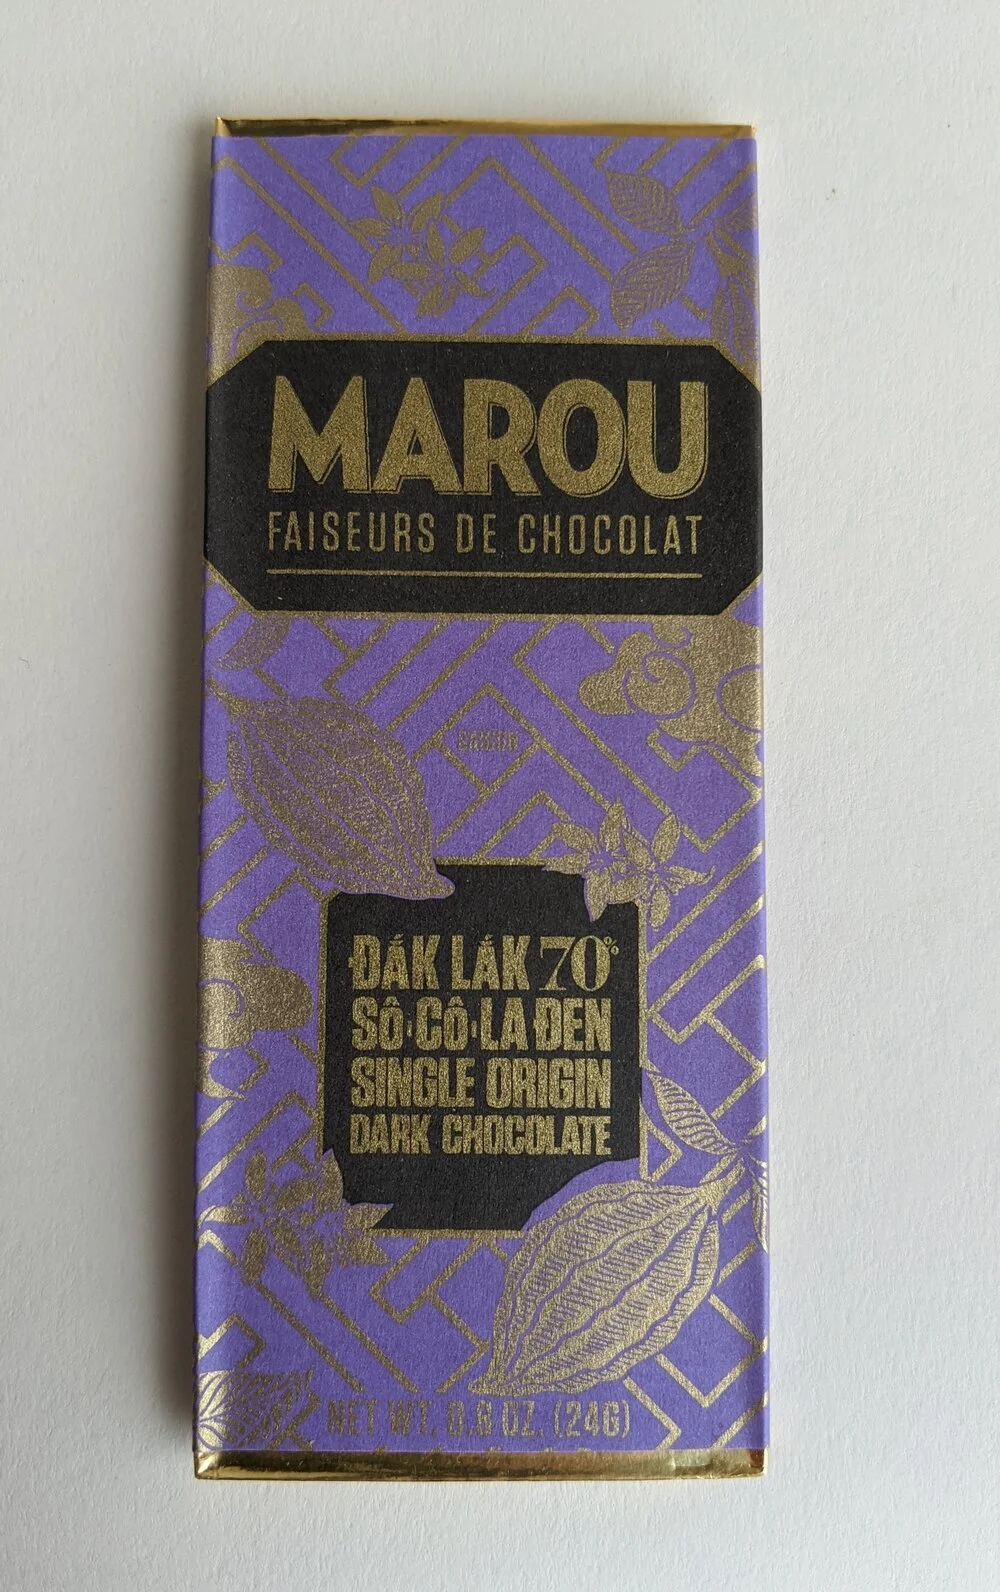 MAROU
FAISEURS DE CHOCOLAT
ĐẮK LẮK 70%
SÔ·CÔ·LA ĐEN
SINGLE ORIGIN
DARK CHOCOLATE
NET WT. 0.8 OZ. (24G)